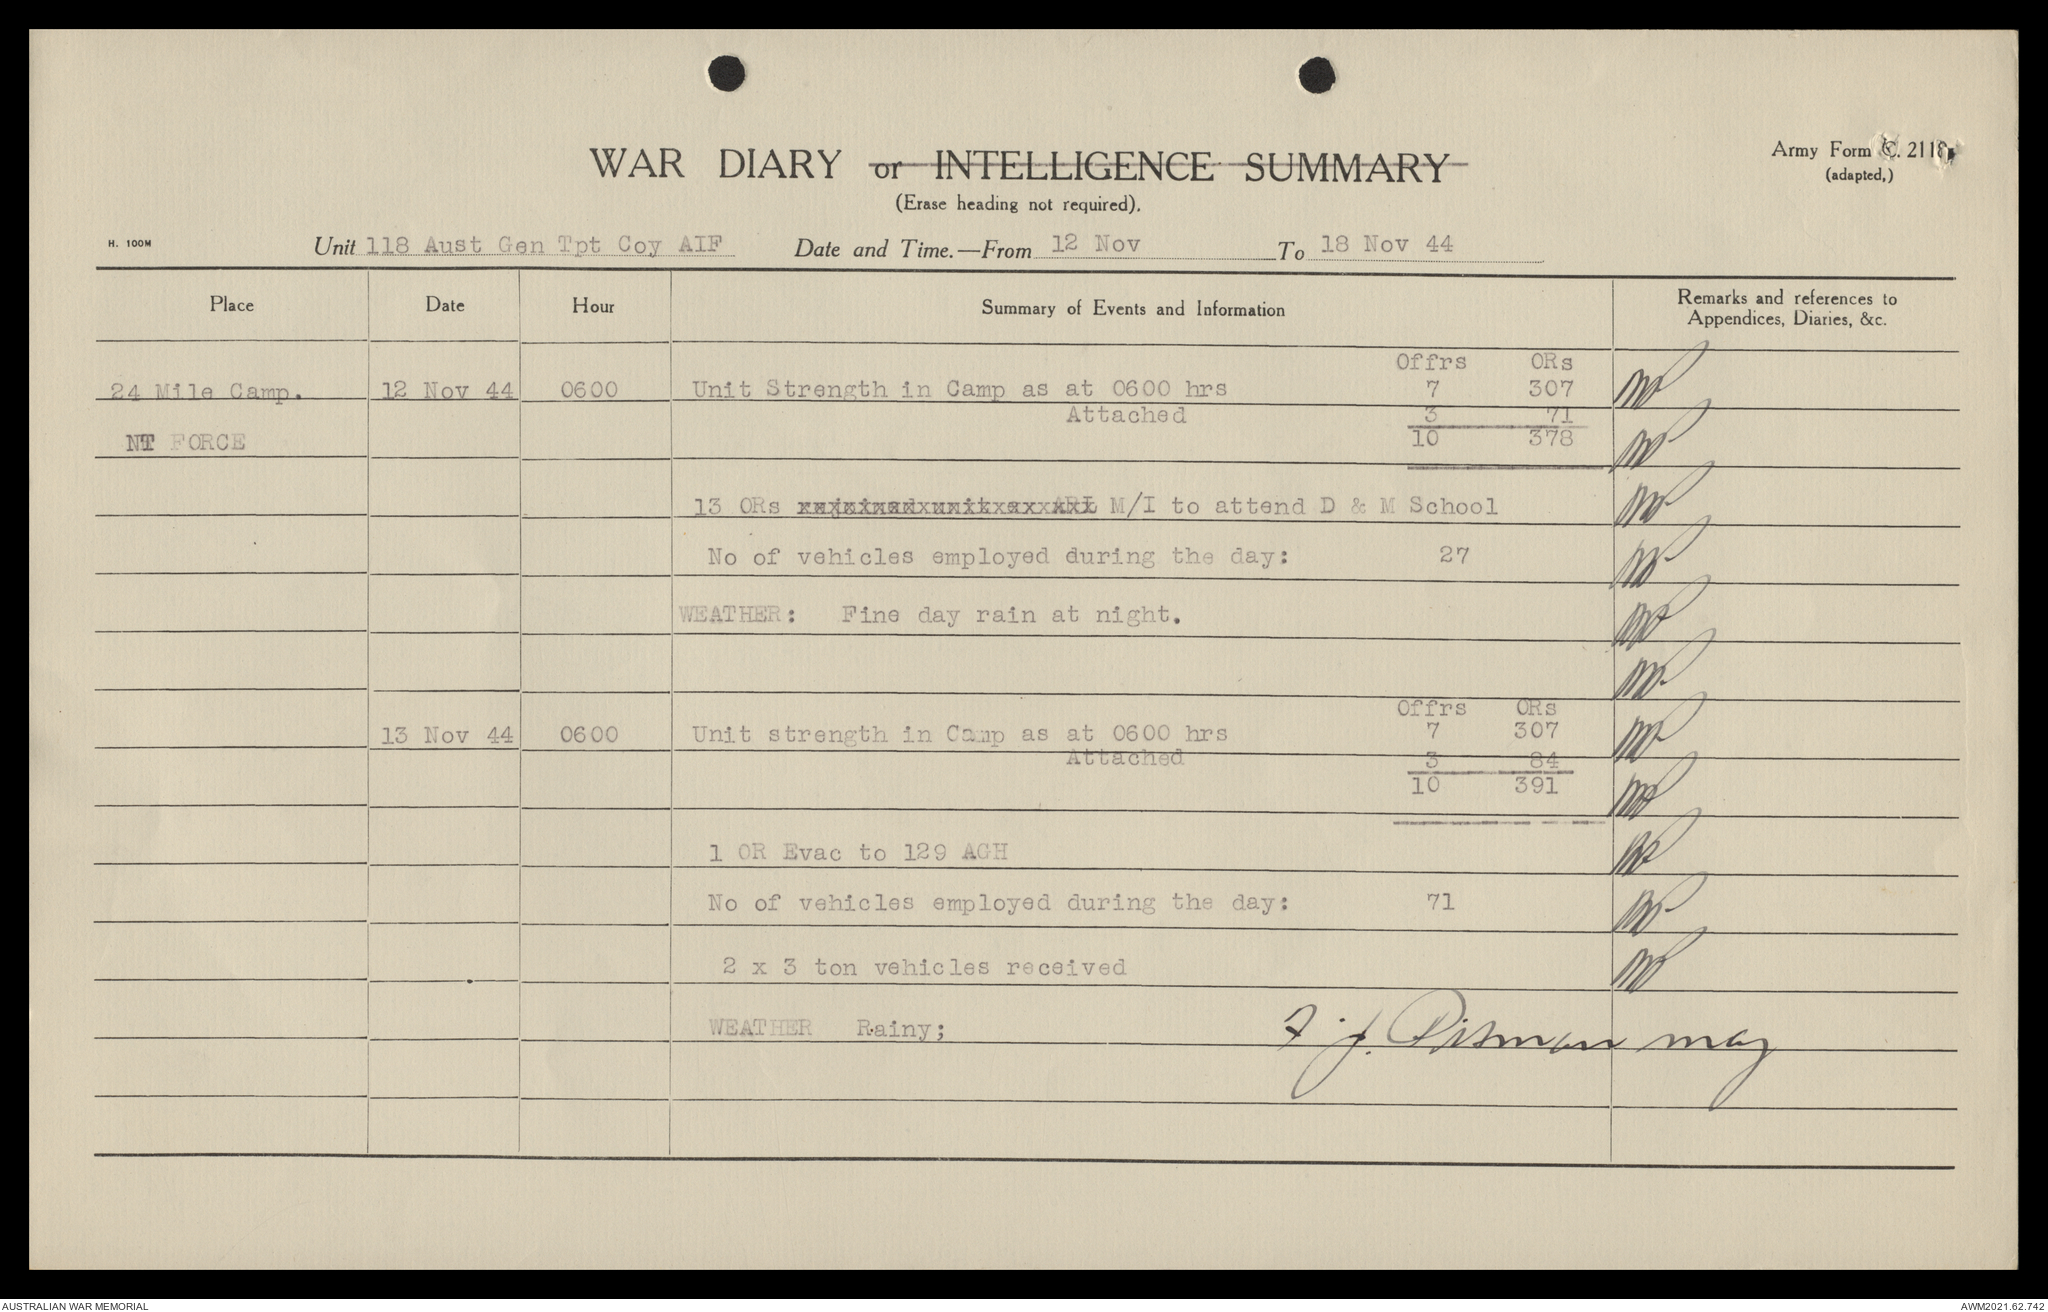 WAR DIARY or INTELLIGENCE SUMMARY
(Erase heading not required).
Army Form C. 2118.
(adapted.)
H. 100M
Unit 118 Aust Gen Tpt Coy AIF Date and Time.—From 12 Nov To 18 Nov 44
Place Date Hour Summary of Events and Information Remarks and references to
Appendices, Diaries, &c.
Offrs ORs
24 Mile Camp. 12 Nov 44 0600 Unit Strength in Camp as at 0600 hrs 7 307
Attached 3 71
NT FORCE 10 378
13 ORs rejoined unit ex ARL M/I to attend D & M School
No of vehicles employed during the day: 27
WEATHER: Fine day rain at night.
Offrs ORs
13 Nov 44 0600 Unit strength in Camp as at 0600 hrs 7 307
Attached 3 84
10 391
1 OR Evac to 129 AGH
No of vehicles employed during the day: 71
2 x 3 ton vehicles received
WEATHER Rainy;
F. J. Pitman maj
AUSTRALIAN WAR MEMORIAL AWM2021.62.742